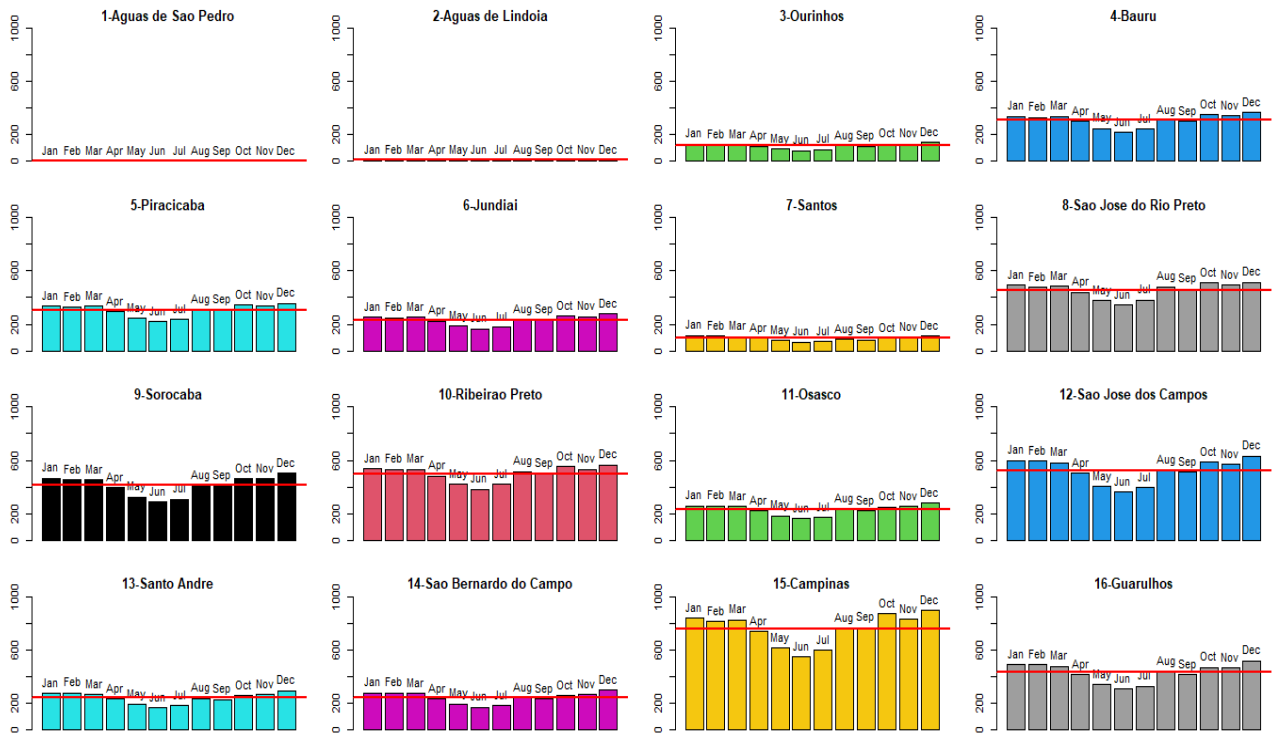 1-Aguas de Sao Pedro
1000
600
200
0
Jan Feb Mar Apr May Jun Jul Aug Sep Oct Nov Dec
2-Aguas de Lindoia
1000
600
200
0
Jan Feb Mar Apr May Jun Jul Aug Sep Oct Nov Dec
3-Ourinhos
1000
600
200
0
Jan Feb Mar Apr May Jun Jul Aug Sep Oct Nov Dec
4-Bauru
1000
600
200
0
Jan Feb Mar Apr May Jun Jul Aug Sep Oct Nov Dec
5-Piracicaba
1000
600
200
0
Jan Feb Mar Apr May Jun Jul Aug Sep Oct Nov Dec
6-Jundiai
1000
600
200
0
Jan Feb Mar Apr May Jun Jul Aug Sep Oct Nov Dec
7-Santos
1000
600
200
0
Jan Feb Mar Apr May Jun Jul Aug Sep Oct Nov Dec
8-Sao Jose do Rio Preto
1000
600
200
0
Jan Feb Mar Apr May Jun Jul Aug Sep Oct Nov Dec
9-Sorocaba
1000
600
200
0
Jan Feb Mar Apr May Jun Jul Aug Sep Oct Nov Dec
10-Ribeirao Preto
1000
600
200
0
Jan Feb Mar Apr May Jun Jul Aug Sep Oct Nov Dec
11-Osasco
1000
600
200
0
Jan Feb Mar Apr May Jun Jul Aug Sep Oct Nov Dec
12-Sao Jose dos Campos
1000
600
200
0
Jan Feb Mar Apr May Jun Jul Aug Sep Oct Nov Dec
13-Santo Andre
1000
600
200
0
Jan Feb Mar Apr May Jun Jul Aug Sep Oct Nov Dec
14-Sao Bernardo do Campo
1000
600
200
0
Jan Feb Mar Apr May Jun Jul Aug Sep Oct Nov Dec
15-Campinas
1000
600
200
0
Jan Feb Mar Apr May Jun Jul Aug Sep Oct Nov Dec
16-Guarulhos
1000
600
200
0
Jan Feb Mar Apr May Jun Jul Aug Sep Oct Nov Dec